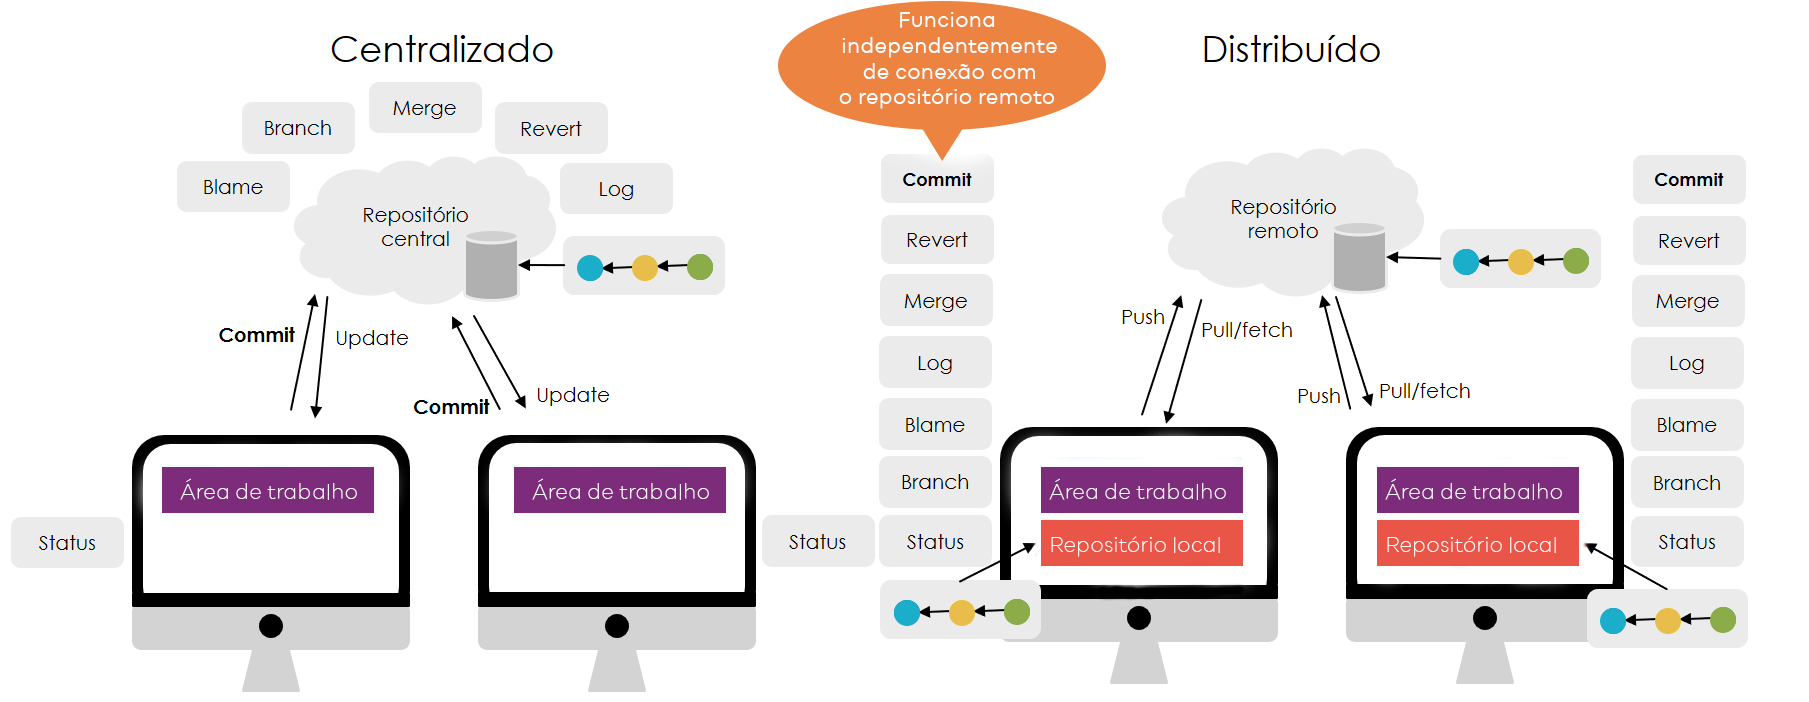 Centralizado
Merge
Branch
Revert
Blame
Log
Repositório
central
Commit
Update
Commit
Update
Área de trabalho
Área de trabalho
Status
Status
Funciona
independentemente
de conexão com
o repositório remoto
Distribuído
Commit
Revert
Merge
Log
Blame
Branch
Status
Repositório
remoto
Push
Pull/fetch
Push
Pull/fetch
Área de trabalho
Repositório local
Área de trabalho
Repositório local
Commit
Revert
Merge
Log
Blame
Branch
Status